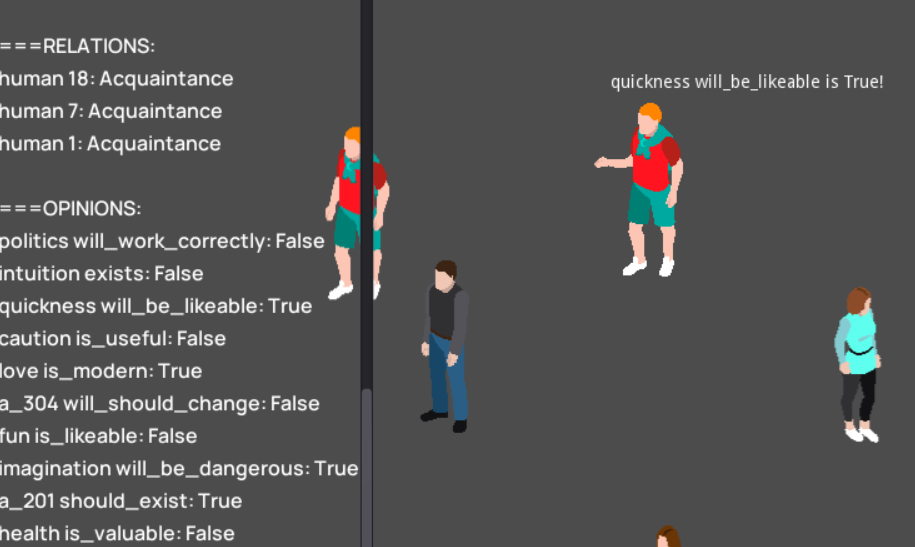 ===RELATIONS:
human 18: Acquaintance
human 7: Acquaintance
human 1: Acquaintance
===OPINIONS:
politics will_work_correctly: False
intuition exists: False
quickness will_be_likeable: True
caution is_useful: False
love is_modern: True
a_304 will_should_change: False
fun is_likeable: False
imagination will_be_dangerous: True
a_201 should_exist: True
health is_valuable: False
quickness will_be_likeable is True!